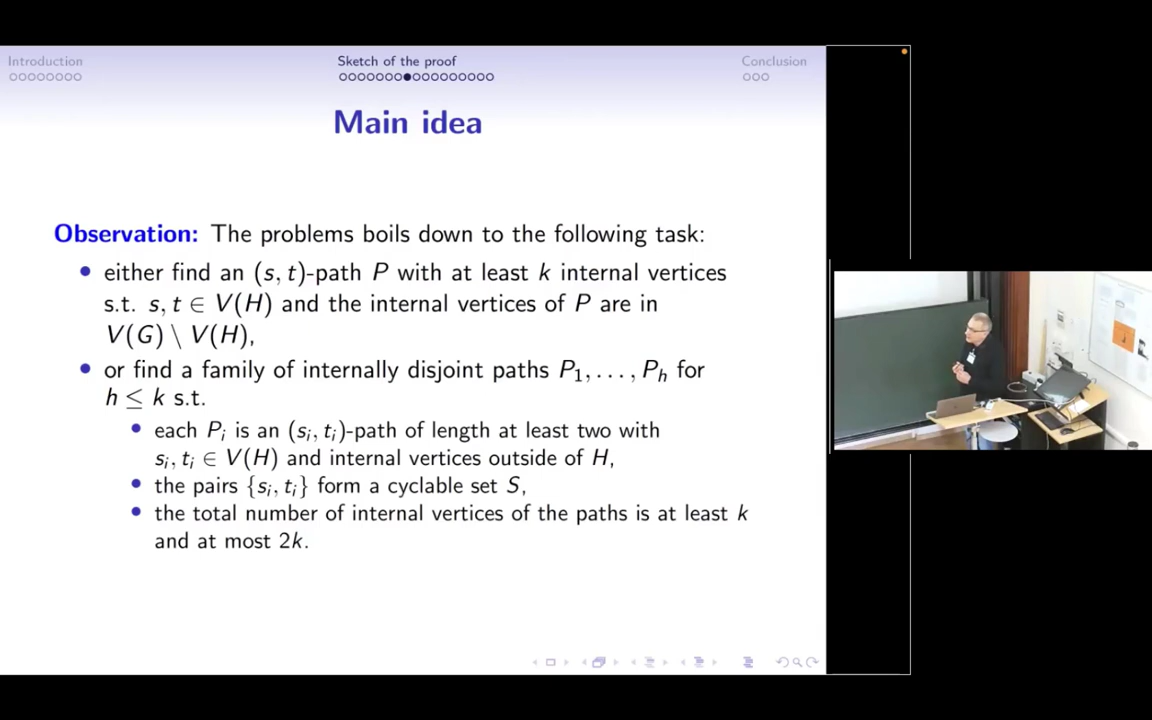 Introduction
Sketch of the proof
Conclusion
Main idea
Observation: The problems boils down to the following task:
• either find an (s, t)-path P with at least k internal vertices
s.t. s, t ∈ V(H) and the internal vertices of P are in
V(G) \ V(H),
• or find a family of internally disjoint paths P₁, . . . , Pₕ for
h ≤ k s.t.
• each Pᵢ is an (sᵢ, tᵢ)-path of length at least two with
sᵢ, tᵢ ∈ V(H) and internal vertices outside of H,
• the pairs {sᵢ, tᵢ} form a cyclable set S,
• the total number of internal vertices of the paths is at least k
and at most 2k.